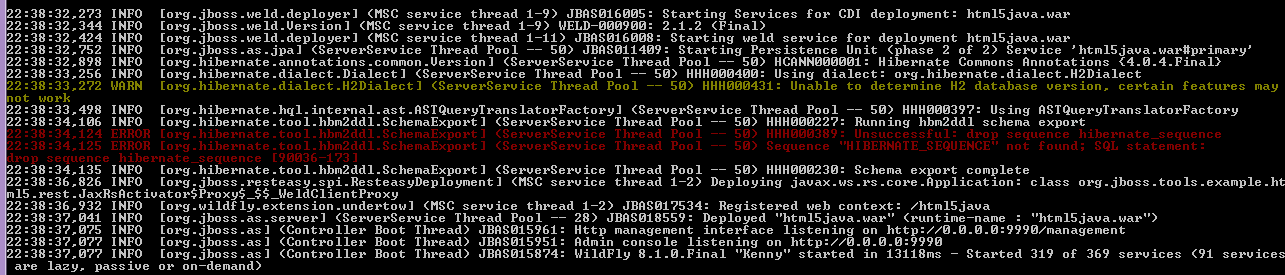 22:38:32,273 INFO  [org.jboss.weld.deployer] (MSC service thread 1-9) JBAS016005: Starting Services for CDI deployment: html5java.war
22:38:32,344 INFO  [org.jboss.weld.Version] (MSC service thread 1-9) WELD-000900: 2.1.2 (Final)
22:38:32,424 INFO  [org.jboss.weld.deployer] (MSC service thread 1-11) JBAS016008: Starting weld service for deployment html5java.war
22:38:32,752 INFO  [org.jboss.as.jpa] (ServerService Thread Pool -- 50) JBAS011409: Starting Persistence Unit (phase 2 of 2) Service 'html5java.war#primary'
22:38:32,898 INFO  [org.hibernate.annotations.common.Version] (ServerService Thread Pool -- 50) HCANN000001: Hibernate Commons Annotations {4.0.4.Final}
22:38:33,256 INFO  [org.hibernate.dialect.Dialect] (ServerService Thread Pool -- 50) HHH000400: Using dialect: org.hibernate.dialect.H2Dialect
22:38:33,272 WARN  [org.hibernate.dialect.H2Dialect] (ServerService Thread Pool -- 50) HHH000431: Unable to determine H2 database version, certain features may
not work
22:38:33,498 INFO  [org.hibernate.hql.internal.ast.ASTQueryTranslatorFactory] (ServerService Thread Pool -- 50) HHH000397: Using ASTQueryTranslatorFactory
22:38:34,106 INFO  [org.hibernate.tool.hbm2ddl.SchemaExport] (ServerService Thread Pool -- 50) HHH000227: Running hbm2ddl schema export
22:38:34,124 ERROR [org.hibernate.tool.hbm2ddl.SchemaExport] (ServerService Thread Pool -- 50) HHH000389: Unsuccessful: drop sequence hibernate_sequence
22:38:34,125 ERROR [org.hibernate.tool.hbm2ddl.SchemaExport] (ServerService Thread Pool -- 50) Sequence "HIBERNATE_SEQUENCE" not found; SQL statement:
drop sequence hibernate_sequence [90036-173]
22:38:34,135 INFO  [org.hibernate.tool.hbm2ddl.SchemaExport] (ServerService Thread Pool -- 50) HHH000230: Schema export complete
22:38:36,826 INFO  [org.jboss.resteasy.spi.ResteasyDeployment] (MSC service thread 1-2) Deploying javax.ws.rs.core.Application: class org.jboss.tools.example.ht
ml5.rest.JaxRsActivator$Proxy$_$$_WeldClientProxy
22:38:36,932 INFO  [org.wildfly.extension.undertow] (MSC service thread 1-2) JBAS017534: Registered web context: /html5java
22:38:37,041 INFO  [org.jboss.as.server] (ServerService Thread Pool -- 28) JBAS018559: Deployed "html5java.war" (runtime-name : "html5java.war")
22:38:37,075 INFO  [org.jboss.as] (Controller Boot Thread) JBAS015961: Http management interface listening on http://0.0.0.0:9990/management
22:38:37,077 INFO  [org.jboss.as] (Controller Boot Thread) JBAS015951: Admin console listening on http://0.0.0.0:9990
22:38:37,077 INFO  [org.jboss.as] (Controller Boot Thread) JBAS015874: WildFly 8.1.0.Final "Kenny" started in 13118ms - Started 319 of 369 services (91 services
are lazy, passive or on-demand)